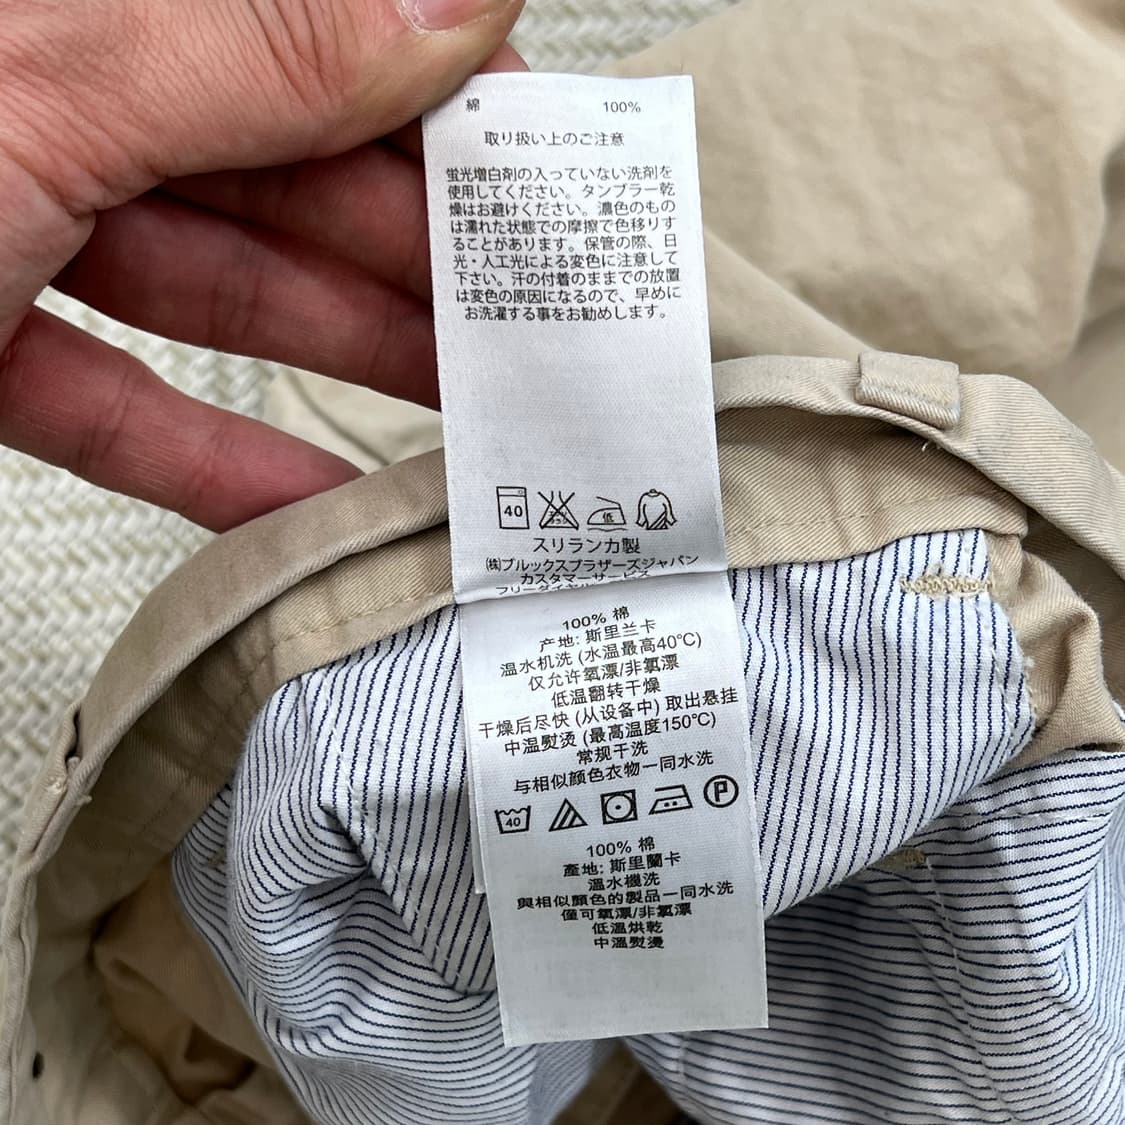 綿 100%
取り扱い上のご注意
蛍光増白剤の入っていない洗剤を
使用してください。タンブラー乾
燥はお避けください。濃色のもの
は濡れた状態での摩擦で色移りす
ることがあります。保管の際、日
光・人工光による変色に注意して
下さい。汗の付着のままでの放置
は変色の原因になるので、早めに
お洗濯する事をお勧めします。
40 低
スリランカ製
㈱ブルックスブラザーズジャパン
カスタマーサービス
100% 棉
产地: 斯里兰卡
温水机洗 (水温最高40°C)
仅允许氧漂/非氯漂
低温翻转干燥
干燥后尽快 (从设备中) 取出悬挂
中温熨烫 (最高温度150°C)
常规干洗
与相似颜色衣物一同水洗
40 P
100% 棉
產地: 斯里蘭卡
溫水機洗
與相似顏色的製品一同水洗
僅可氧漂/非氯漂
低溫烘乾
中溫熨燙